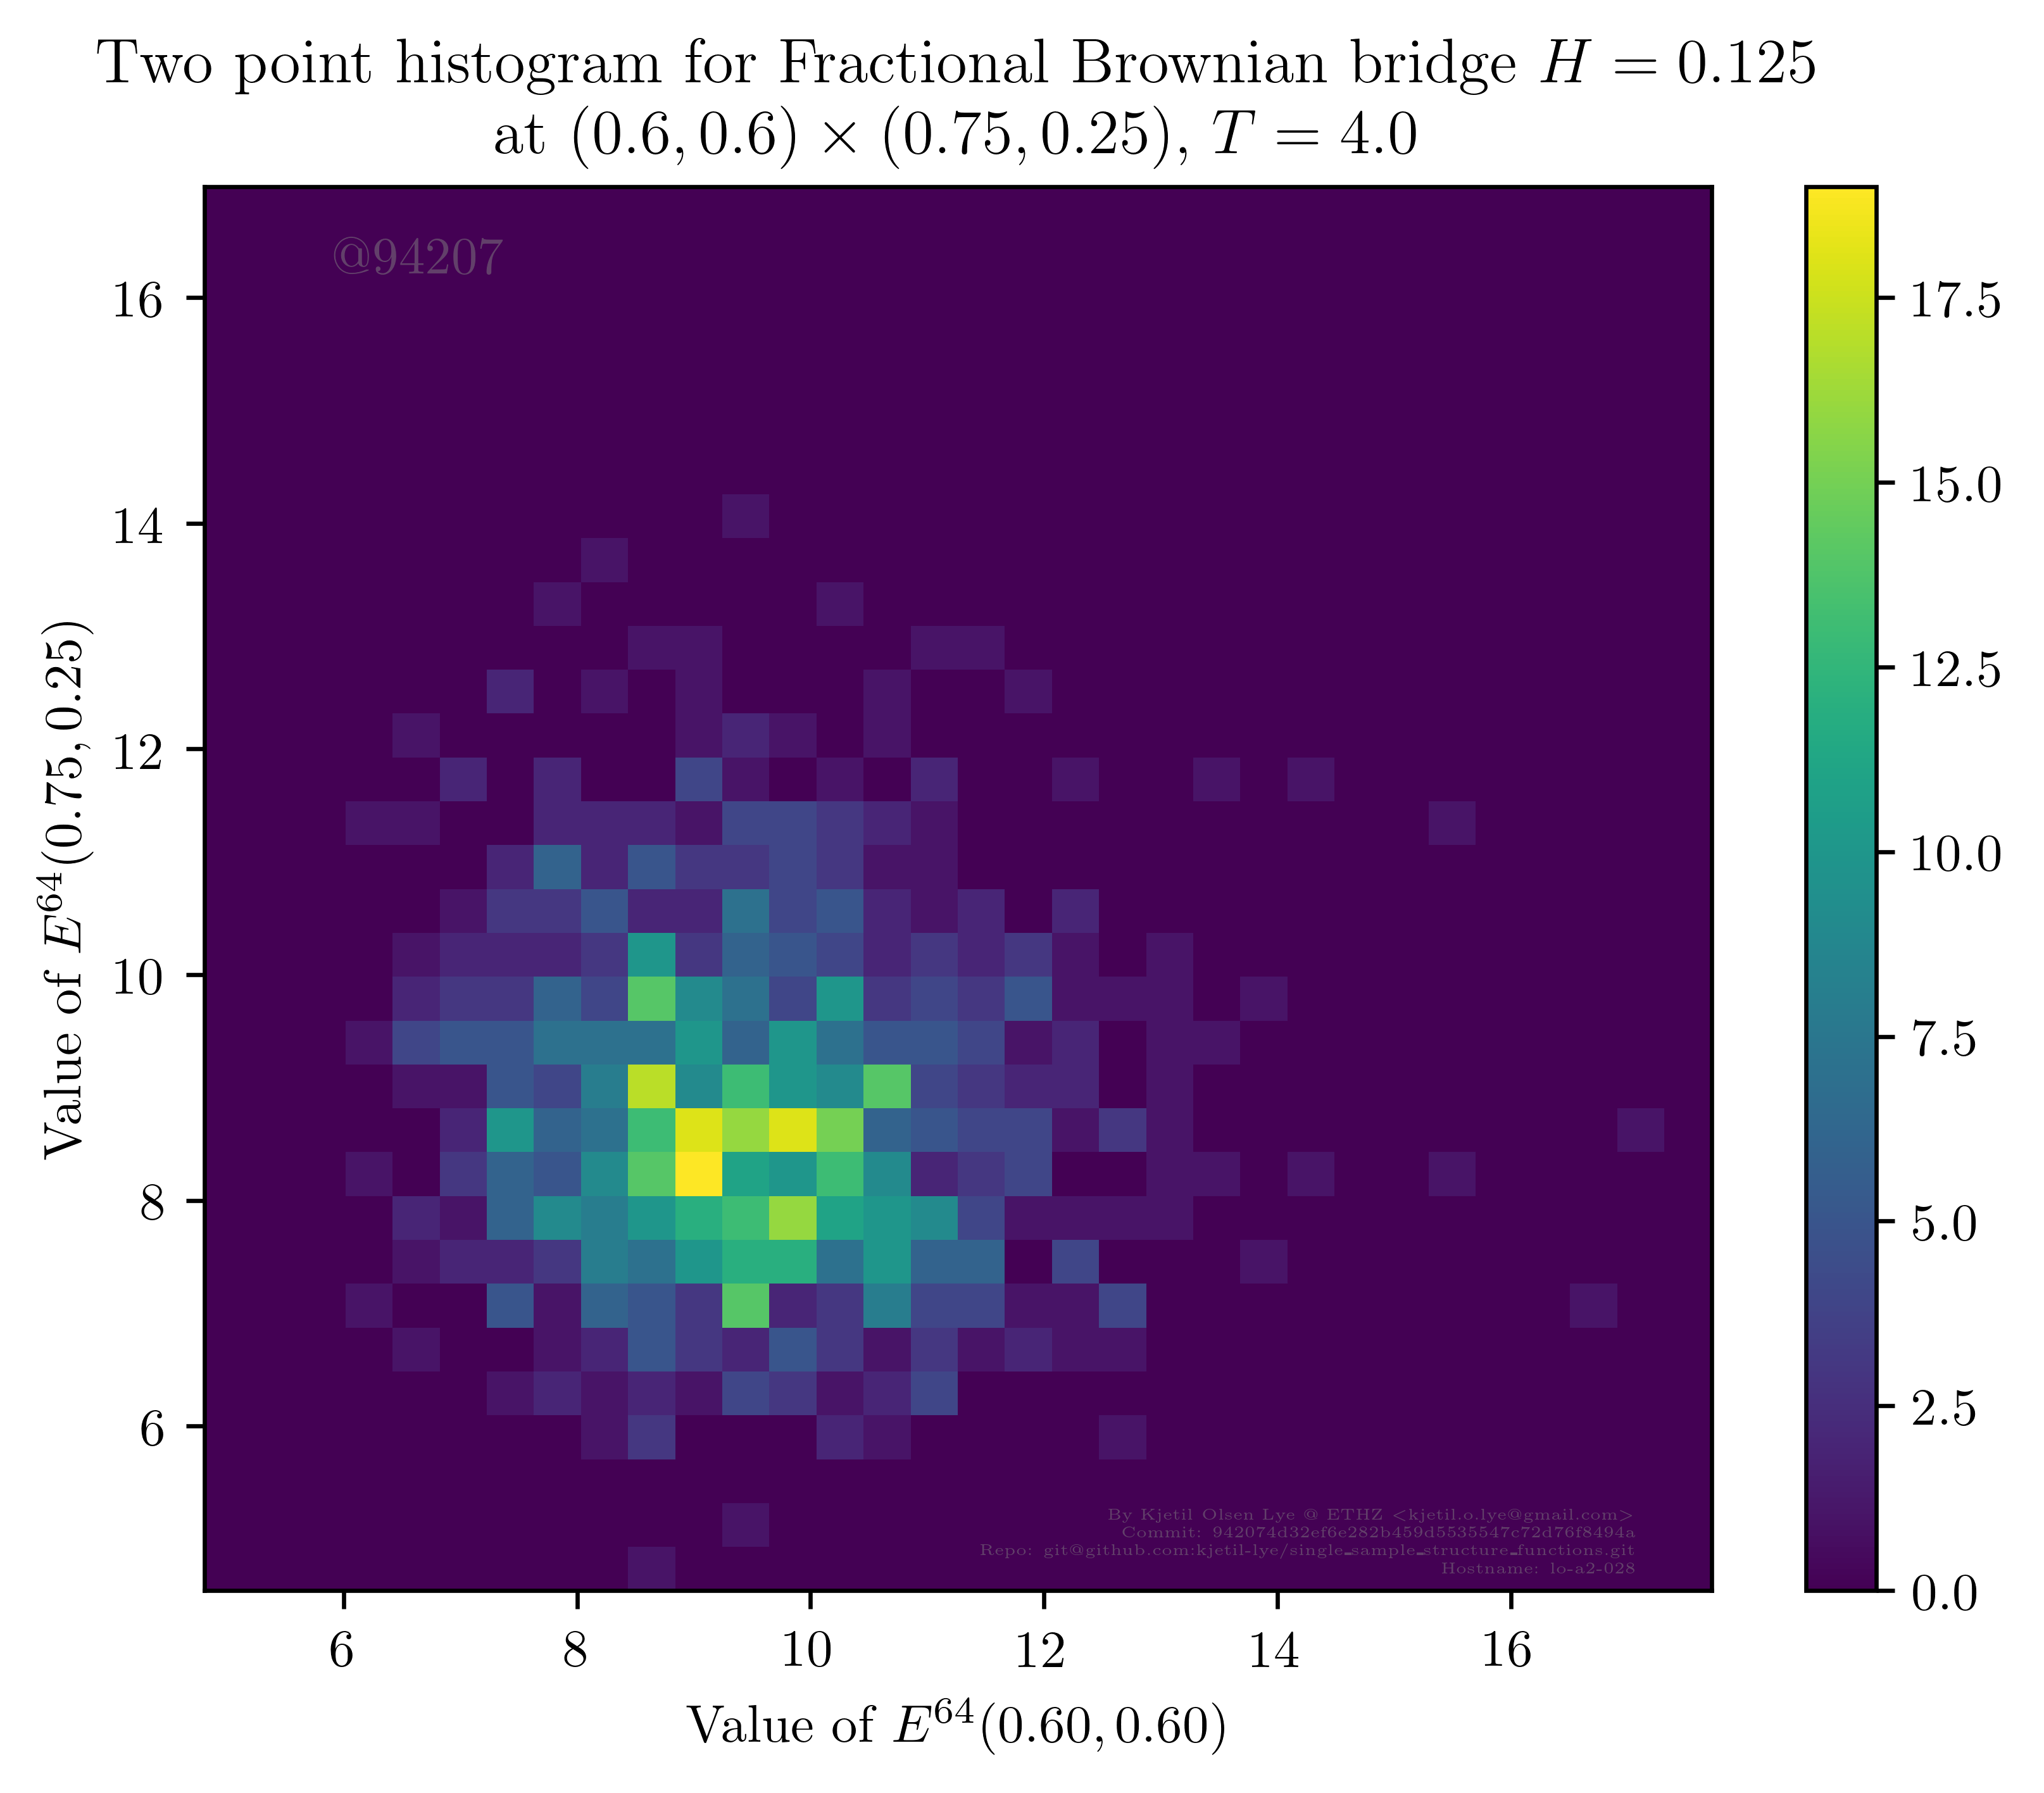 Two point histogram for Fractional Brownian bridge H = 0.125
at (0.6, 0.6) × (0.75, 0.25), T = 4.0
@94207
16
14
12
10
8
6
Value of E^64(0.75, 0.25)
6 8 10 12 14 16
Value of E^64(0.60, 0.60)
17.5
15.0
12.5
10.0
7.5
5.0
2.5
0.0
By Kjetil Olsen Lye @ ETHZ <kjetil.o.lye@gmail.com>
Commit: 942074d32ef6e282b459d5535547c72d76f8494a
Repo: git@github.com:kjetil-lye/single_sample_structure_functions.git
Hostname: lo-a2-028